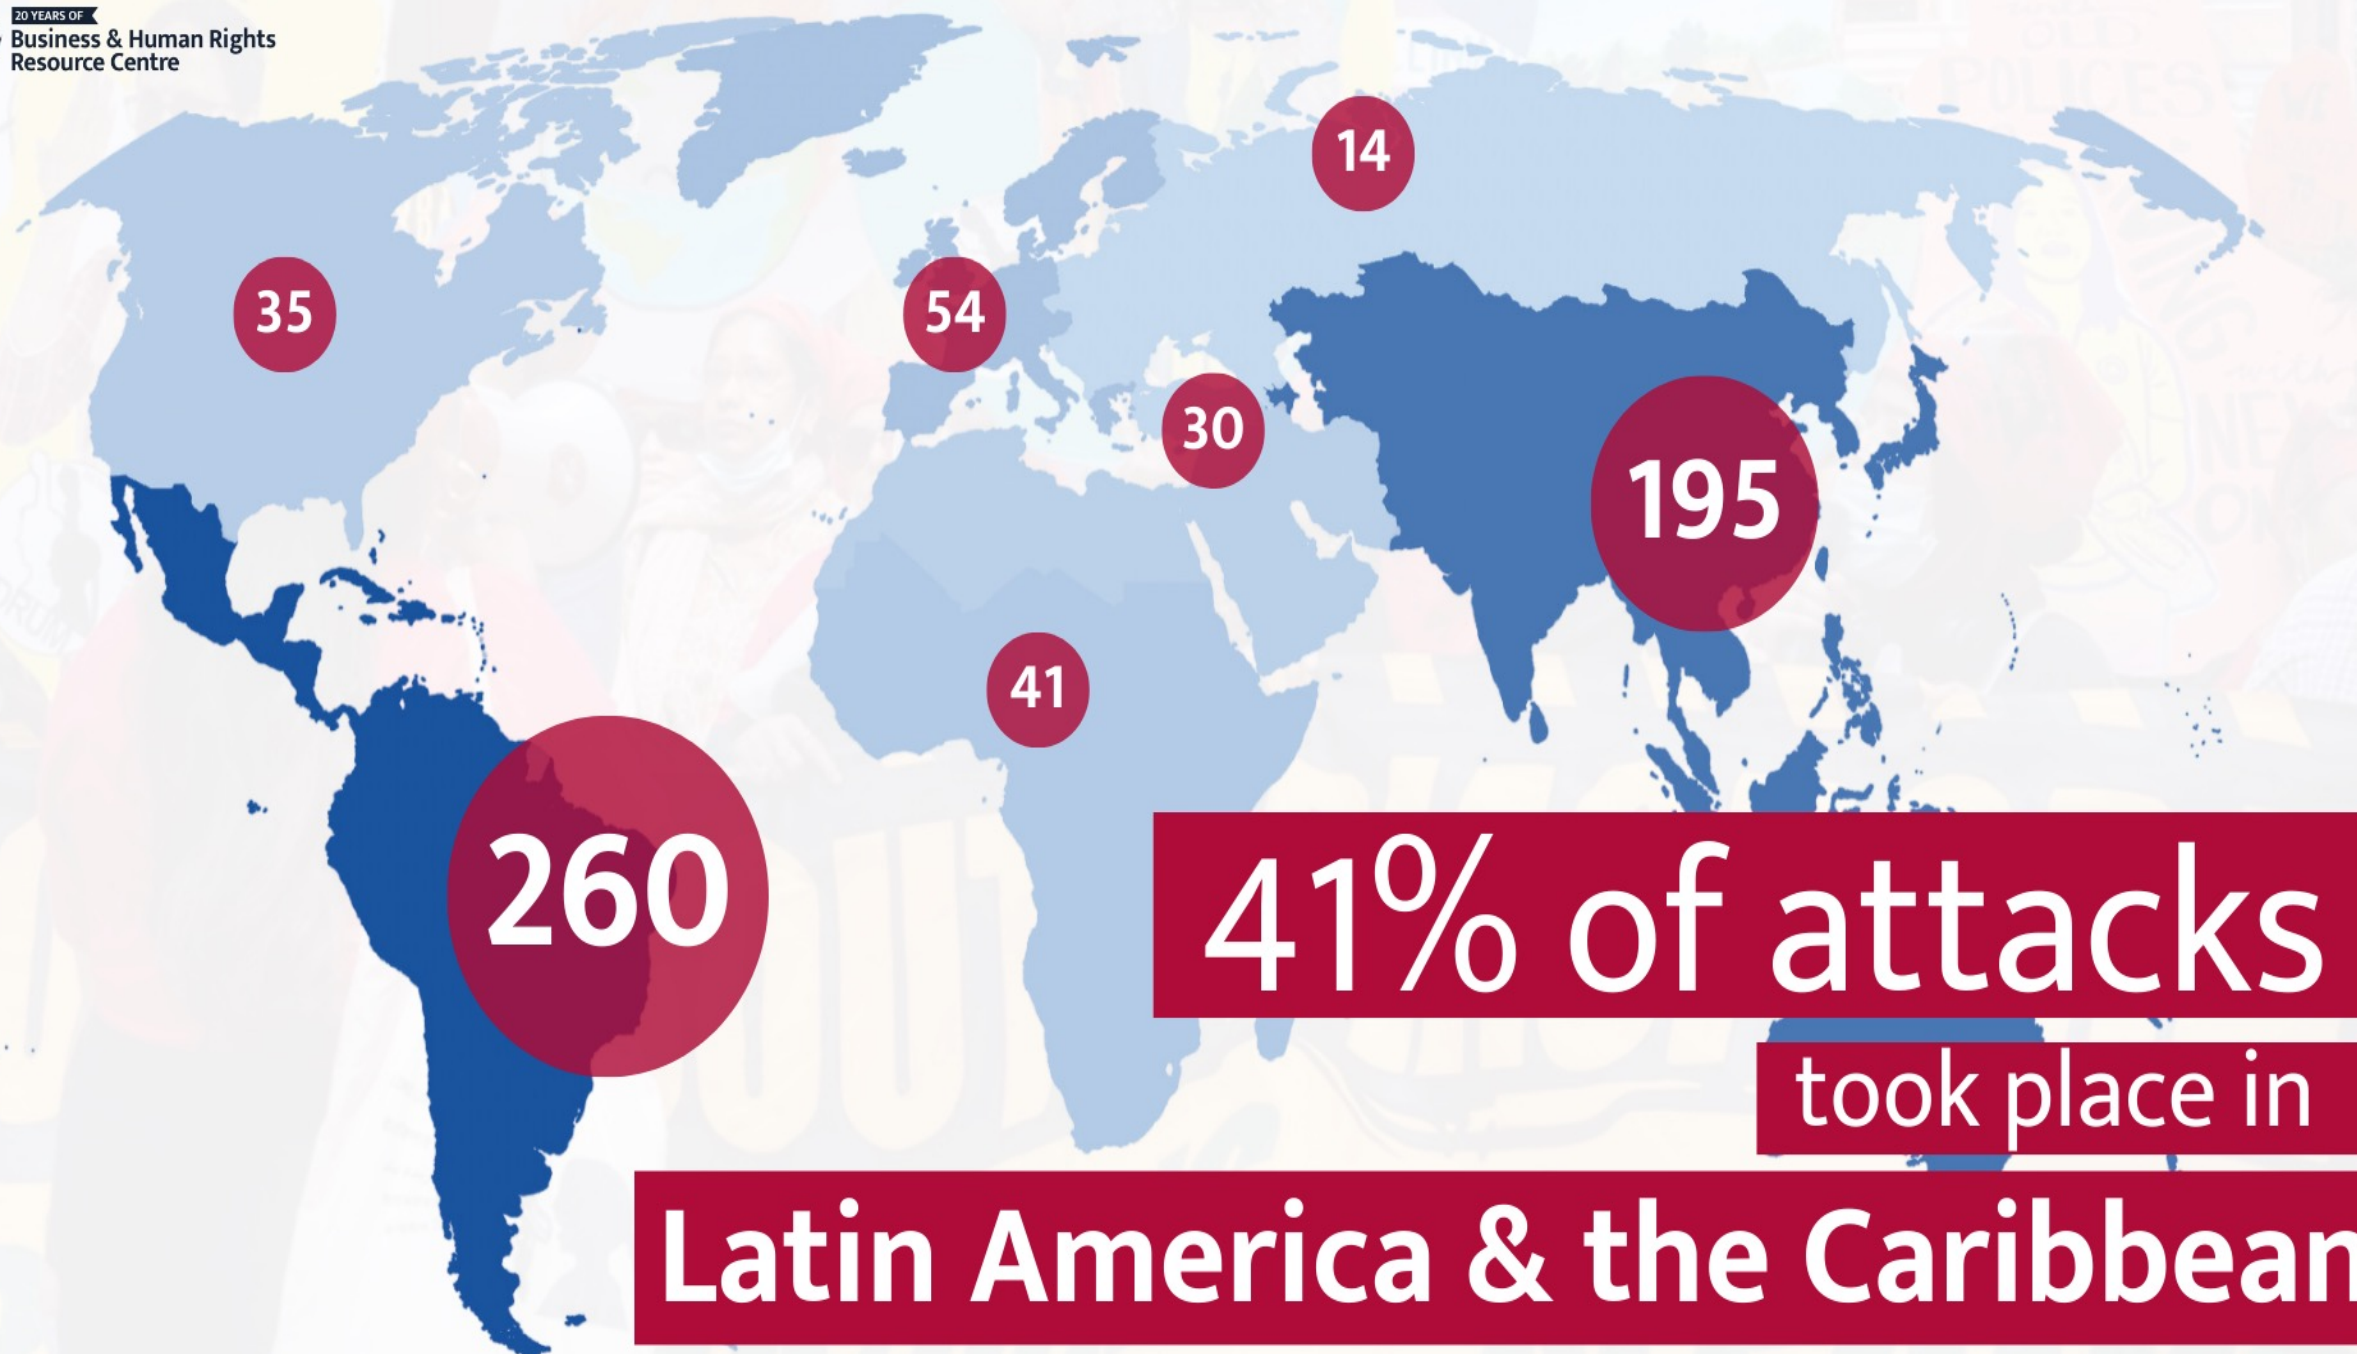 20 YEARS OF
Business & Human Rights
Resource Centre
14
35
54
30
195
41
260
41% of attacks
took place in
Latin America & the Caribbean